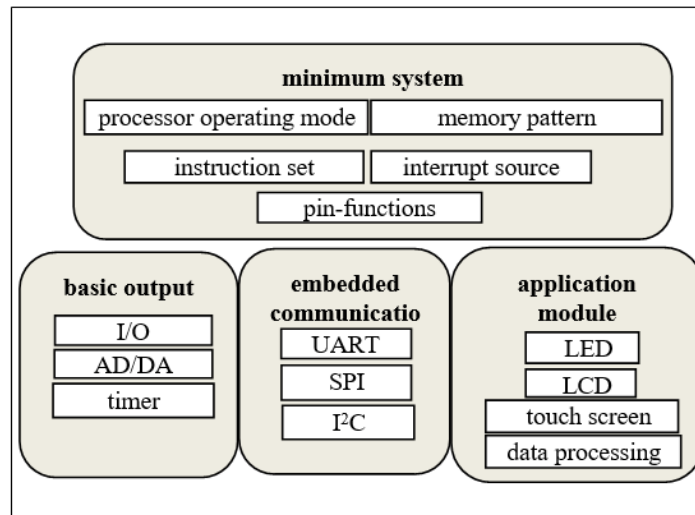 minimum system
processor operating mode
memory pattern
instruction set
interrupt source
pin-functions
basic output
I/O
AD/DA
timer
embedded
communicatio
UART
SPI
I²C
application
module
LED
LCD
touch screen
data processing